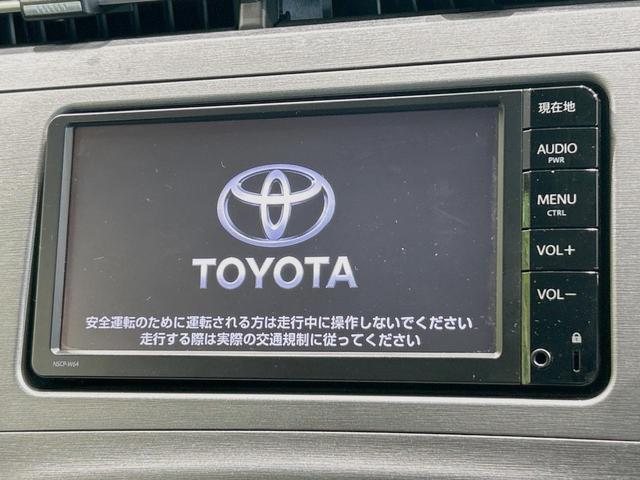 現在地
AUDIO
PWR
MENU
CTRL
VOL+
VOL−
TOYOTA
安全運転のために運転される方は走行中に操作しないでください
走行する際は実際の交通規制に従ってください
NSCP-W64